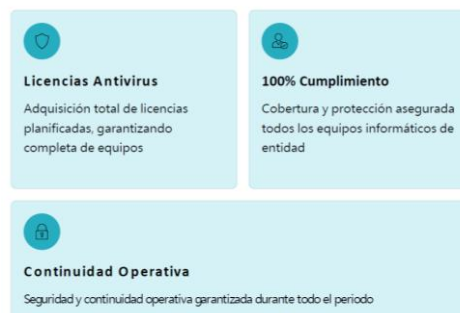 Licencias Antivirus
Adquisición total de licencias
planificadas, garantizando
completa de equipos
100% Cumplimiento
Cobertura y protección asegurada
todos los equipos informáticos de
entidad
Continuidad Operativa
Seguridad y continuidad operativa garantizada durante todo el periodo